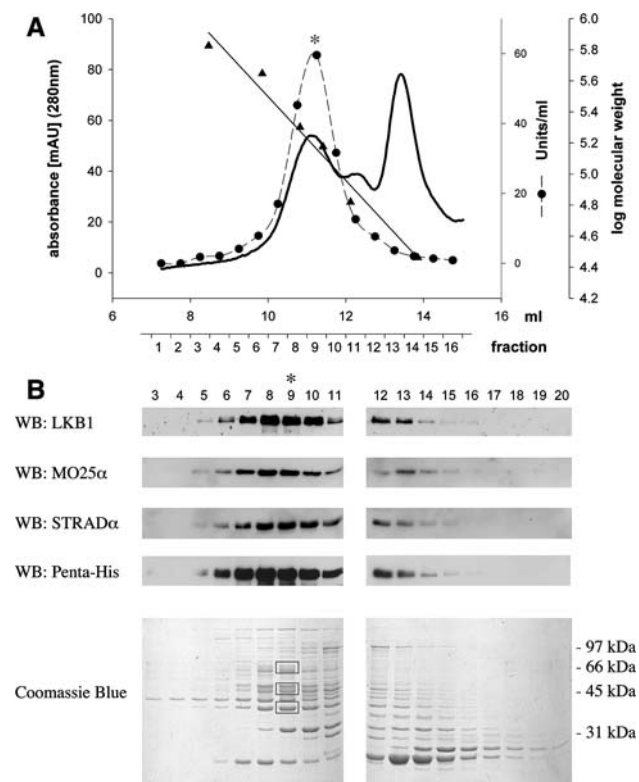 A
absorbance [mAU] (280nm)
100
80
60
40
20
0
*
60
40
20
0
Units/ml
6.0
5.8
5.6
5.4
5.2
5.0
4.8
4.6
4.4
4.2
log molecular weight
6 8 10 12 14 16
ml
1 2 3 4 5 6 7 8 9 10 11 12 13 14 15 16 fraction
B
*
3 4 5 6 7 8 9 10 11 12 13 14 15 16 17 18 19 20
WB: LKB1
WB: MO25α
WB: STRADα
WB: Penta-His
Coomassie Blue
- 97 kDa
- 66 kDa
- 45 kDa
- 31 kDa